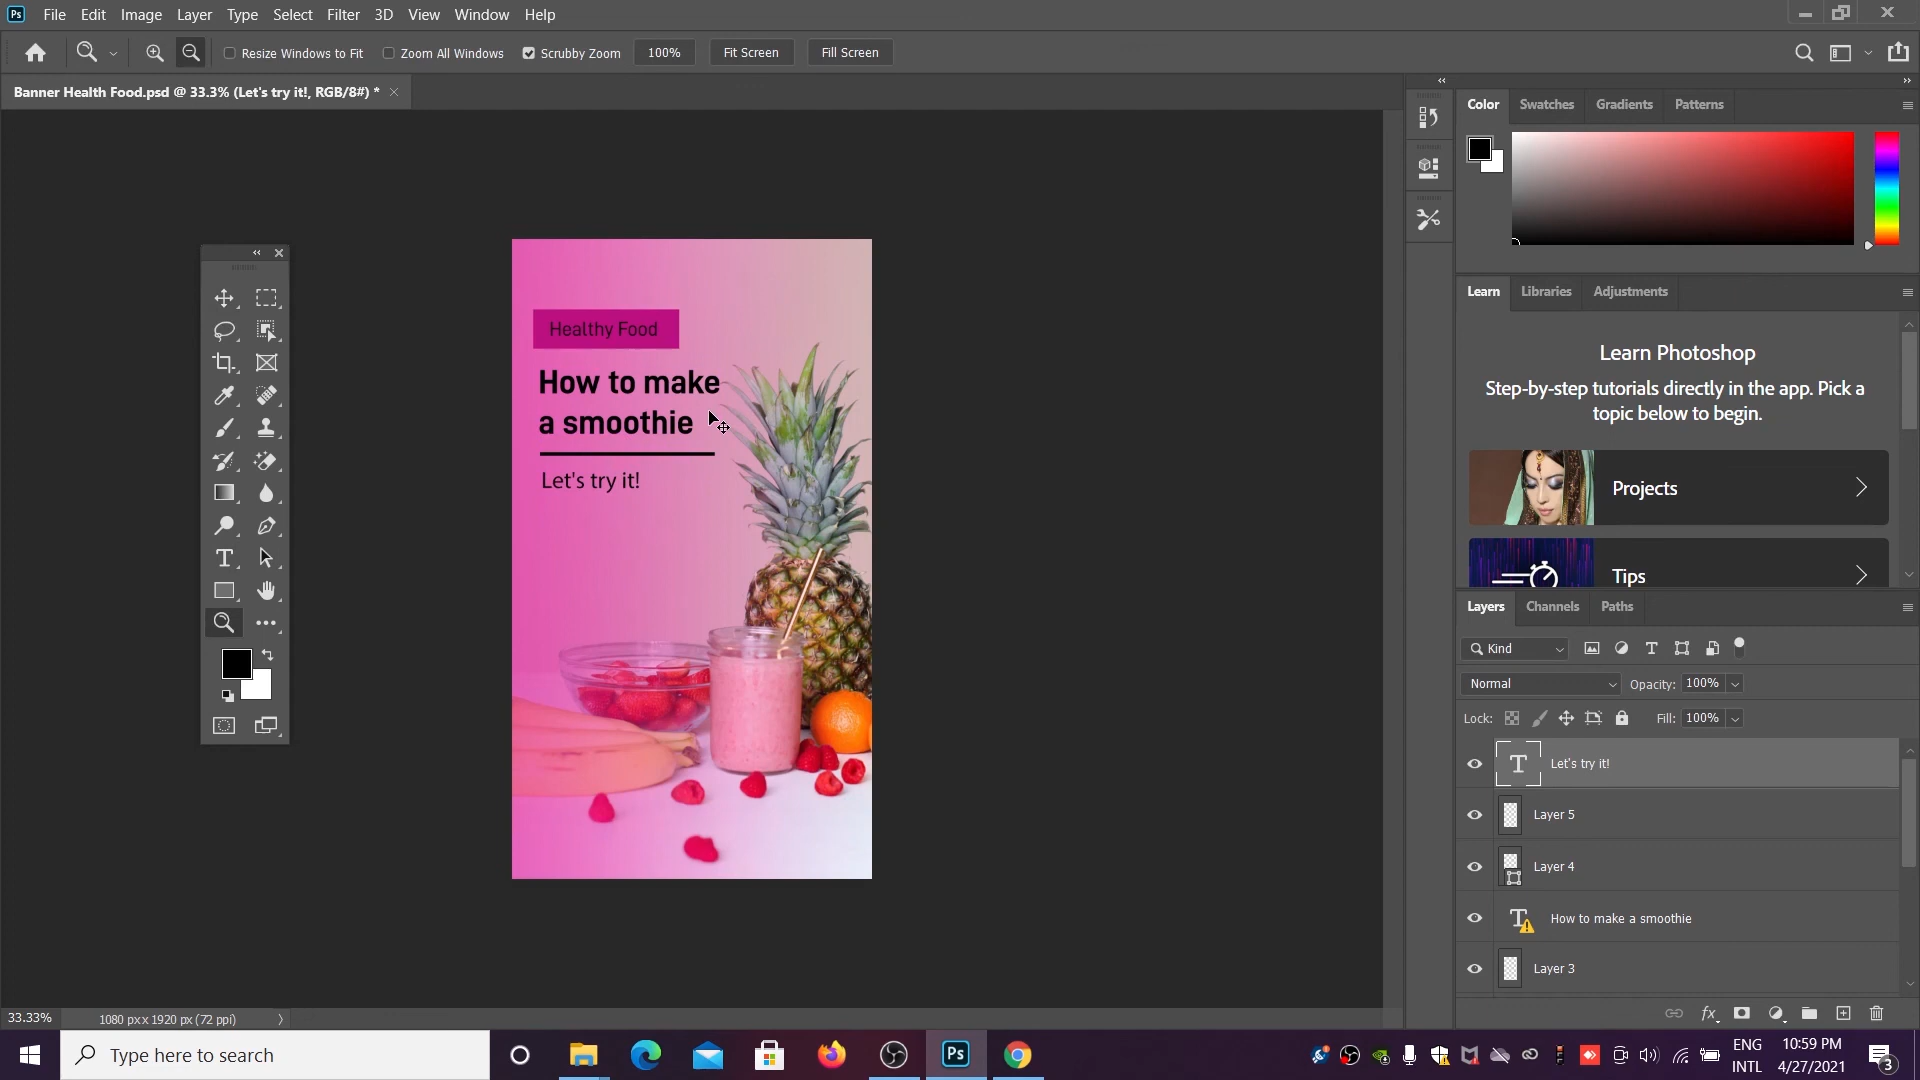 Ps File Edit Image Layer Type Select Filter 3D View Window Help
Resize Windows to Fit Zoom All Windows Scrubby Zoom 100% Fit Screen Fill Screen
Banner Health Food.psd @ 33.3% (Let's try it!, RGB/8#) *
Color Swatches Gradients Patterns
Healthy Food
How to make
a smoothie
Let's try it!
Learn Libraries Adjustments
Learn Photoshop
Step-by-step tutorials directly in the app. Pick a
topic below to begin.
Projects
Tips
Layers Channels Paths
Kind
Normal Opacity: 100%
Lock: Fill: 100%
Let's try it!
Layer 5
Layer 4
How to make a smoothie
Layer 3
fx
33.33% 1080 px x 1920 px (72 ppi)
Type here to search
Ps
ENG
INTL
10:59 PM
4/27/2021
3